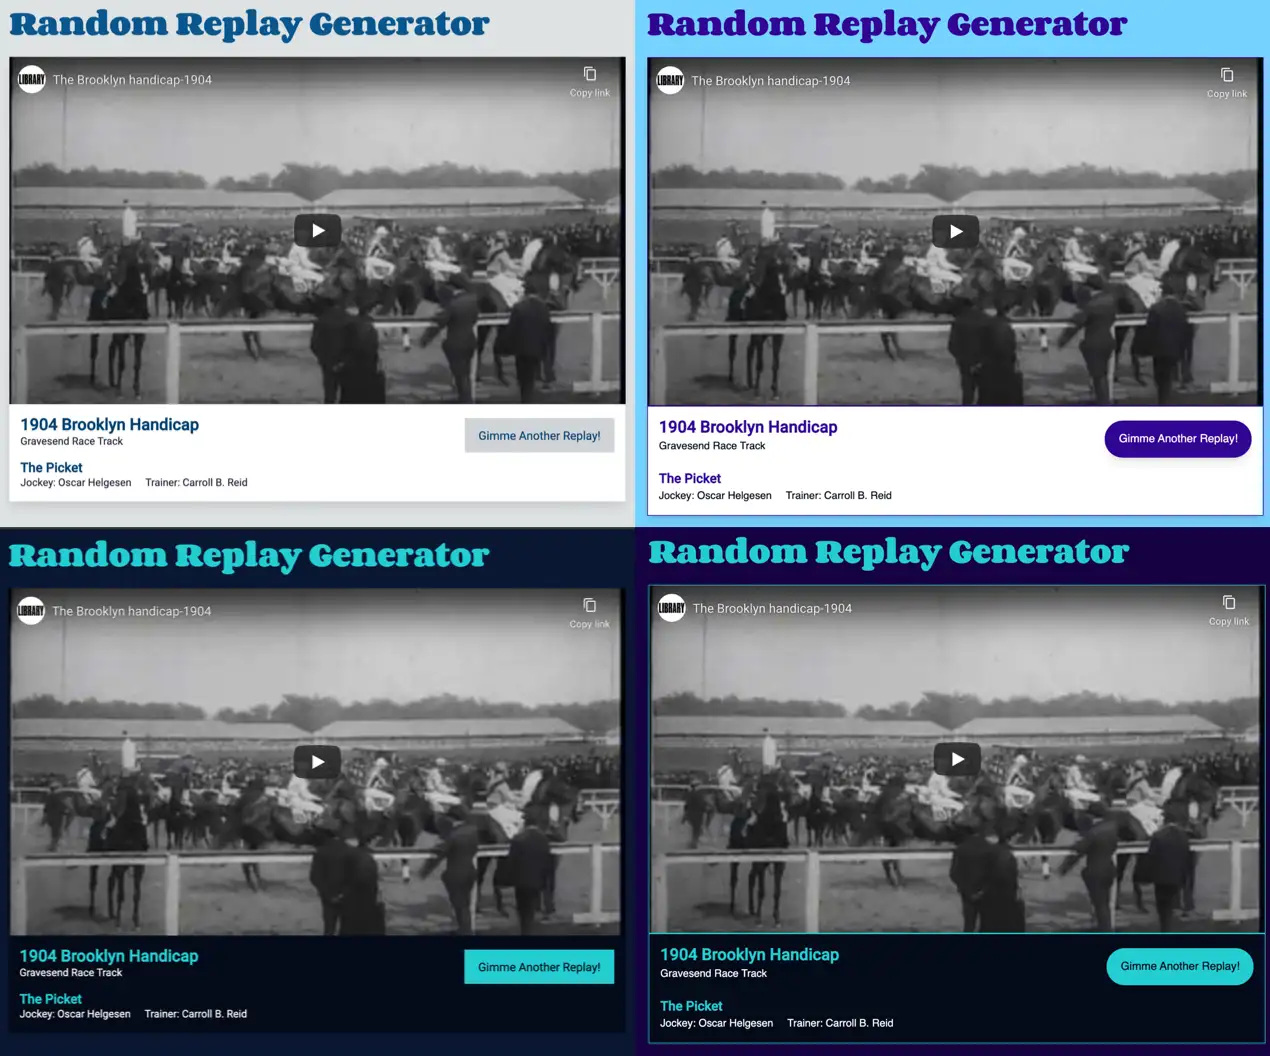 Random Replay Generator
LIBRARY
The Brooklyn handicap-1904
Copy link
1904 Brooklyn Handicap
Gravesend Race Track
Gimme Another Replay!
The Picket
Jockey: Oscar Helgesen Trainer: Carroll B. Reid
Random Replay Generator
LIBRARY
The Brooklyn handicap-1904
Copy link
1904 Brooklyn Handicap
Gravesend Race Track
Gimme Another Replay!
The Picket
Jockey: Oscar Helgesen Trainer: Carroll B. Reid
Random Replay Generator
LIBRARY
The Brooklyn handicap-1904
Copy link
1904 Brooklyn Handicap
Gravesend Race Track
Gimme Another Replay!
The Picket
Jockey: Oscar Helgesen Trainer: Carroll B. Reid
Random Replay Generator
LIBRARY
The Brooklyn handicap-1904
Copy link
1904 Brooklyn Handicap
Gravesend Race Track
Gimme Another Replay!
The Picket
Jockey: Oscar Helgesen Trainer: Carroll B. Reid